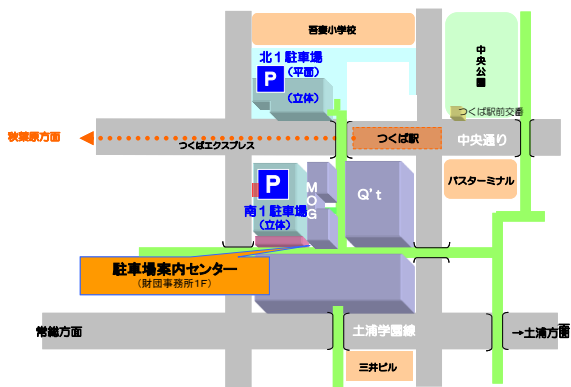 吾妻小学校
北1駐車場
（平面）
P
（立体）
中央公園
つくば駅前交番
秋葉原方面
つくばエクスプレス
つくば駅
中央通り
バスターミナル
P
南1駐車場
（立体）
MOG
Q't
駐車場案内センター
（財団事務所1F）
常総方面
土浦学園線
→土浦方面
三井ビル